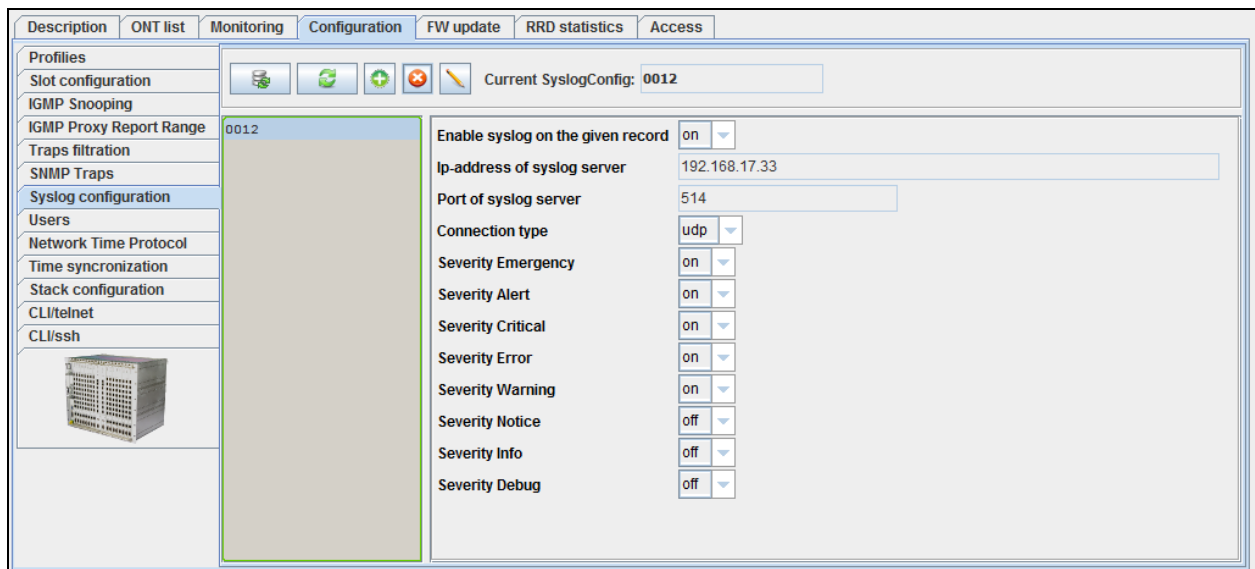 Description ONT list Monitoring Configuration FW update RRD statistics Access
Profilies
Slot configuration
IGMP Snooping
IGMP Proxy Report Range
Traps filtration
SNMP Traps
Syslog configuration
Users
Network Time Protocol
Time syncronization
Stack configuration
CLI/telnet
CLI/ssh
Current SyslogConfig: 0012
0012
Enable syslog on the given record on
Ip-address of syslog server 192.168.17.33
Port of syslog server 514
Connection type udp
Severity Emergency on
Severity Alert on
Severity Critical on
Severity Error on
Severity Warning on
Severity Notice off
Severity Info off
Severity Debug off